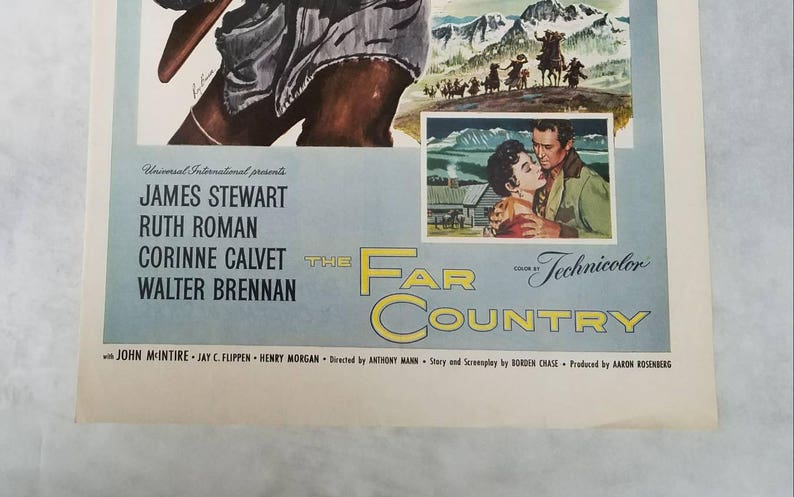 Universal International presents
JAMES STEWART
RUTH ROMAN
CORINNE CALVET
WALTER BRENNAN
THE FAR
COUNTRY
COLOR BY Technicolor
with JOHN McINTIRE • JAY C. FLIPPEN • HENRY MORGAN • Directed by ANTHONY MANN • Story and Screenplay by BORDEN CHASE • Produced by AARON ROSENBERG